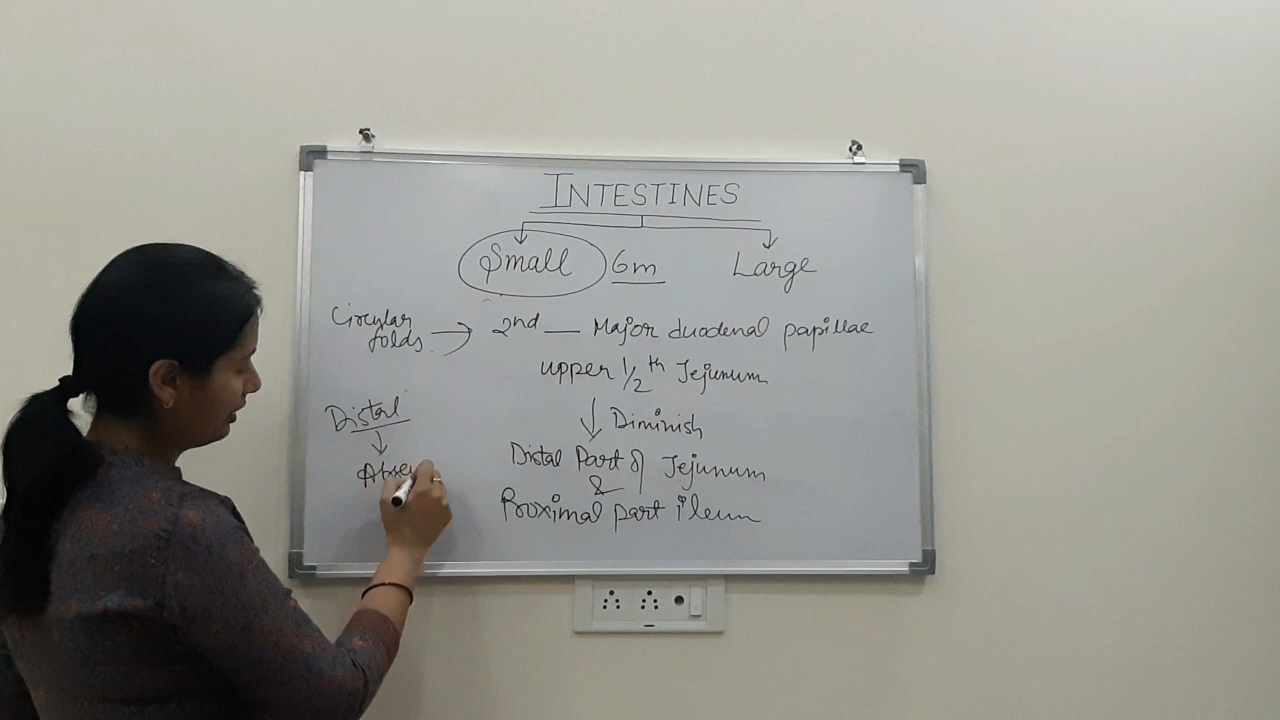 INTESTINES
Small 6m Large
Circular folds → 2nd — Major duodenal papillae
upper 1/2 th Jejunum
↓ Diminish
Distal Part of Jejunum
&
Proximal part ileum
Distal
↓
Abse